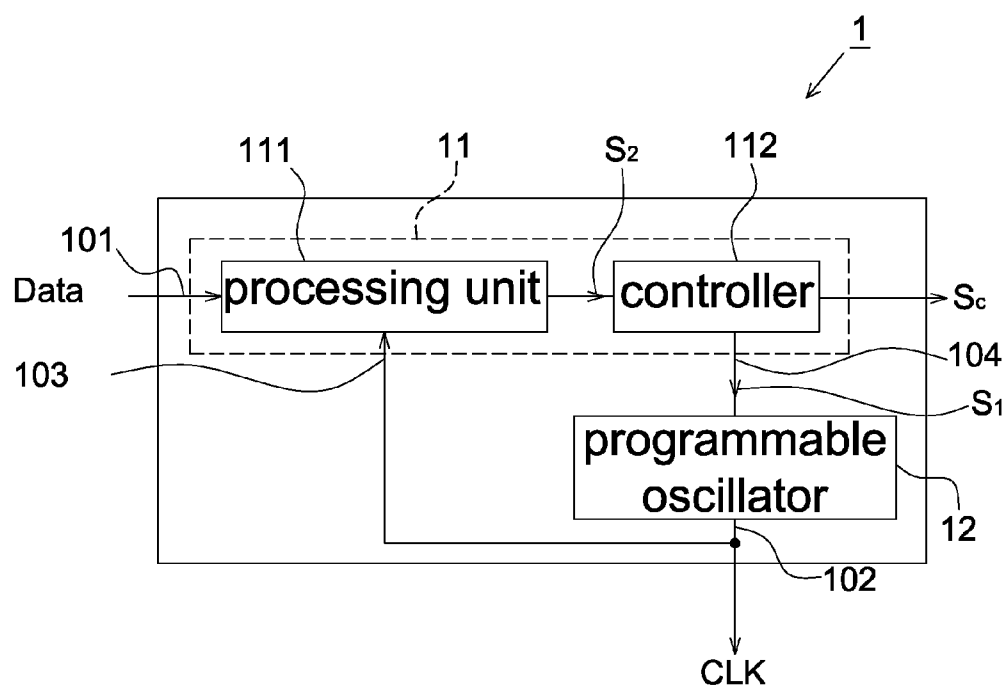 1
111
11
S2
112
101
Data
processing unit
controller
Sc
103
104
S1
programmable
oscillator
12
102
CLK